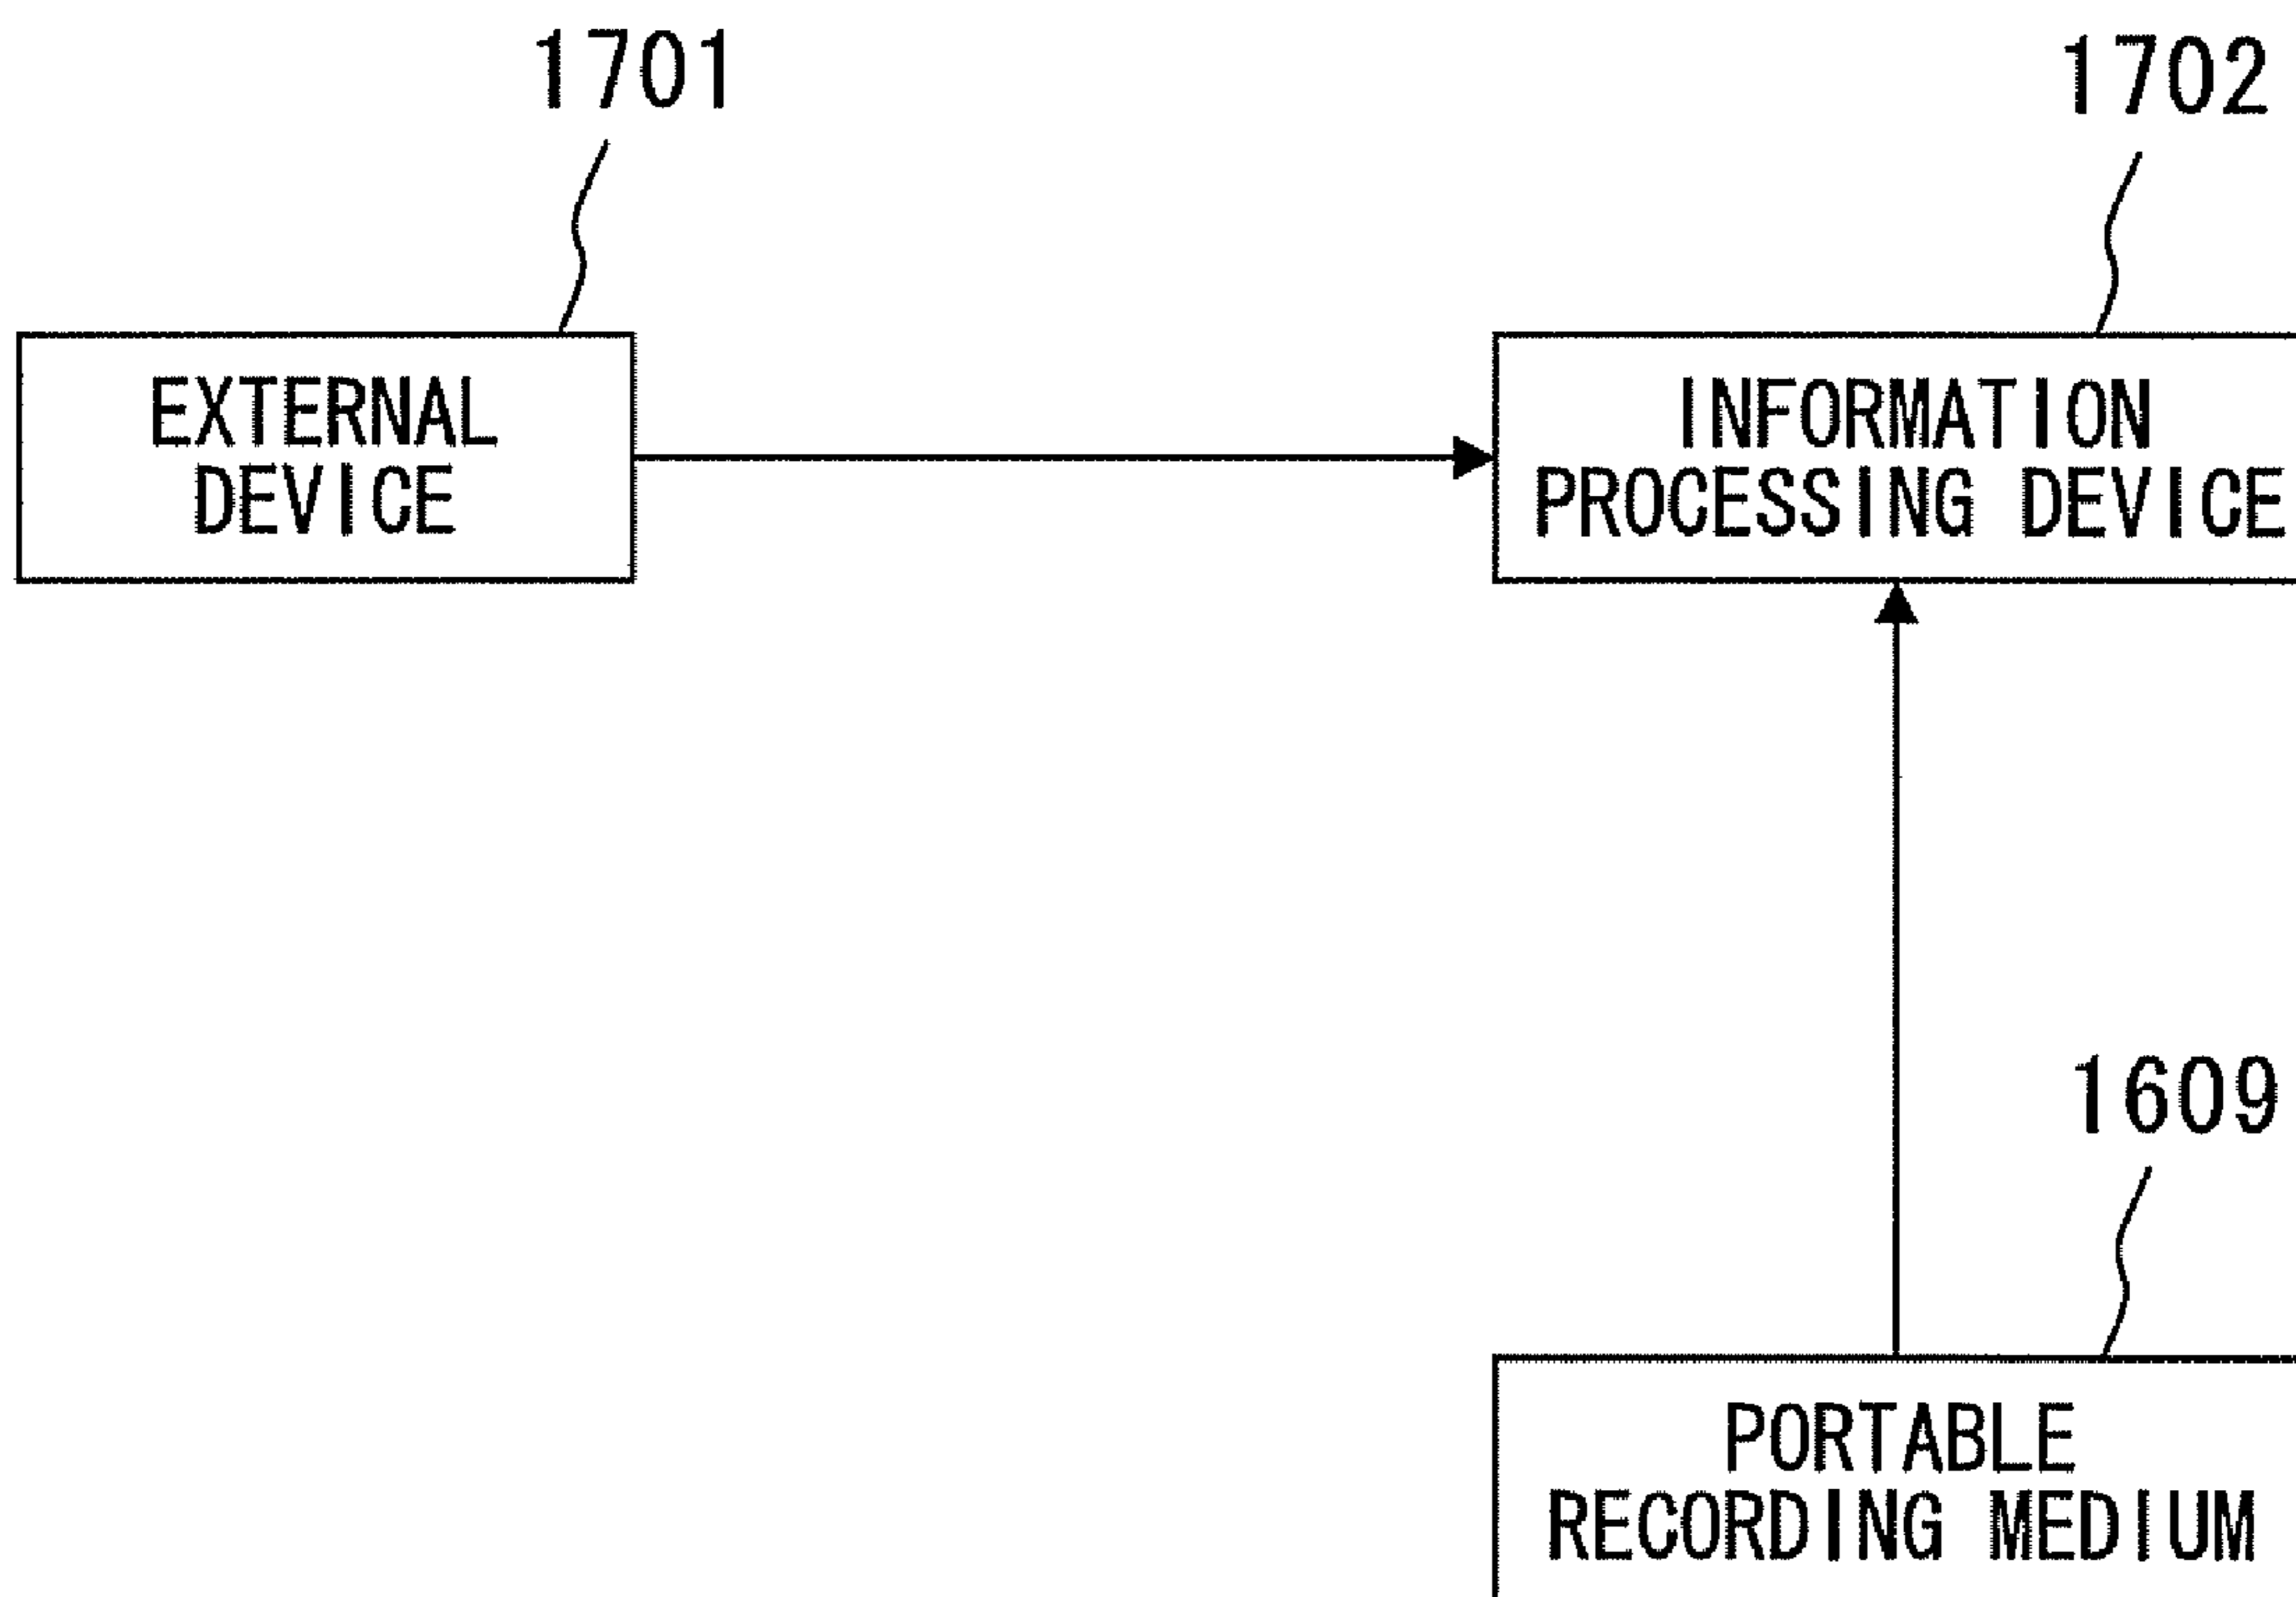 1701
1702
EXTERNAL
DEVICE
INFORMATION
PROCESSING DEVICE
1609
PORTABLE
RECORDING MEDIUM